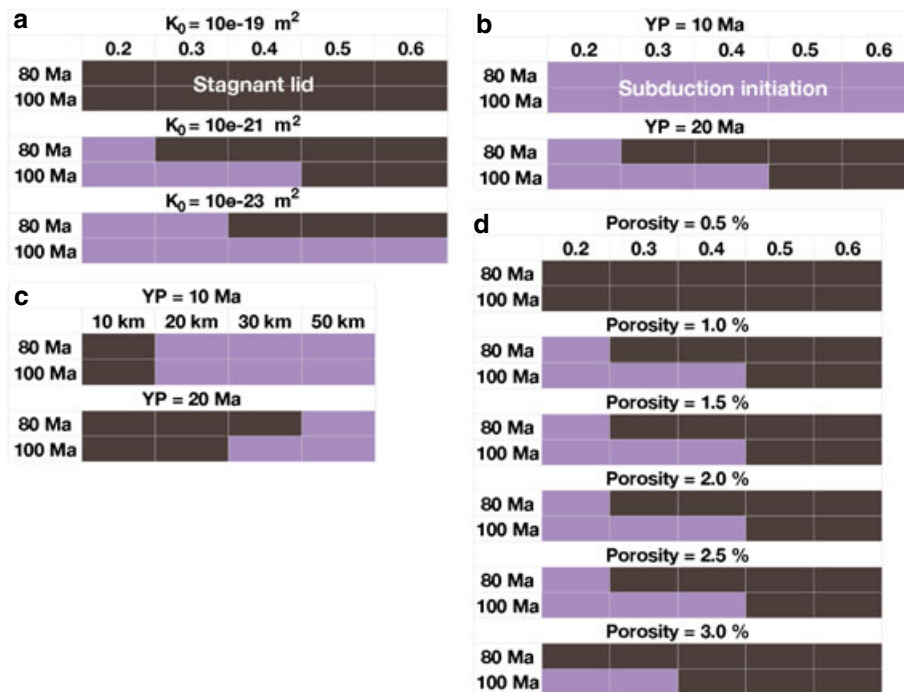 a
K₀ = 10e-19 m²
0.2 0.3 0.4 0.5 0.6
80 Ma
Stagnant lid
100 Ma
K₀ = 10e-21 m²
80 Ma
100 Ma
K₀ = 10e-23 m²
80 Ma
100 Ma
b
YP = 10 Ma
0.2 0.3 0.4 0.5 0.6
80 Ma
Subduction initiation
100 Ma
YP = 20 Ma
80 Ma
100 Ma
c
YP = 10 Ma
10 km 20 km 30 km 50 km
80 Ma
100 Ma
YP = 20 Ma
80 Ma
100 Ma
d
Porosity = 0.5 %
0.2 0.3 0.4 0.5 0.6
80 Ma
100 Ma
Porosity = 1.0 %
80 Ma
100 Ma
Porosity = 1.5 %
80 Ma
100 Ma
Porosity = 2.0 %
80 Ma
100 Ma
Porosity = 2.5 %
80 Ma
100 Ma
Porosity = 3.0 %
80 Ma
100 Ma